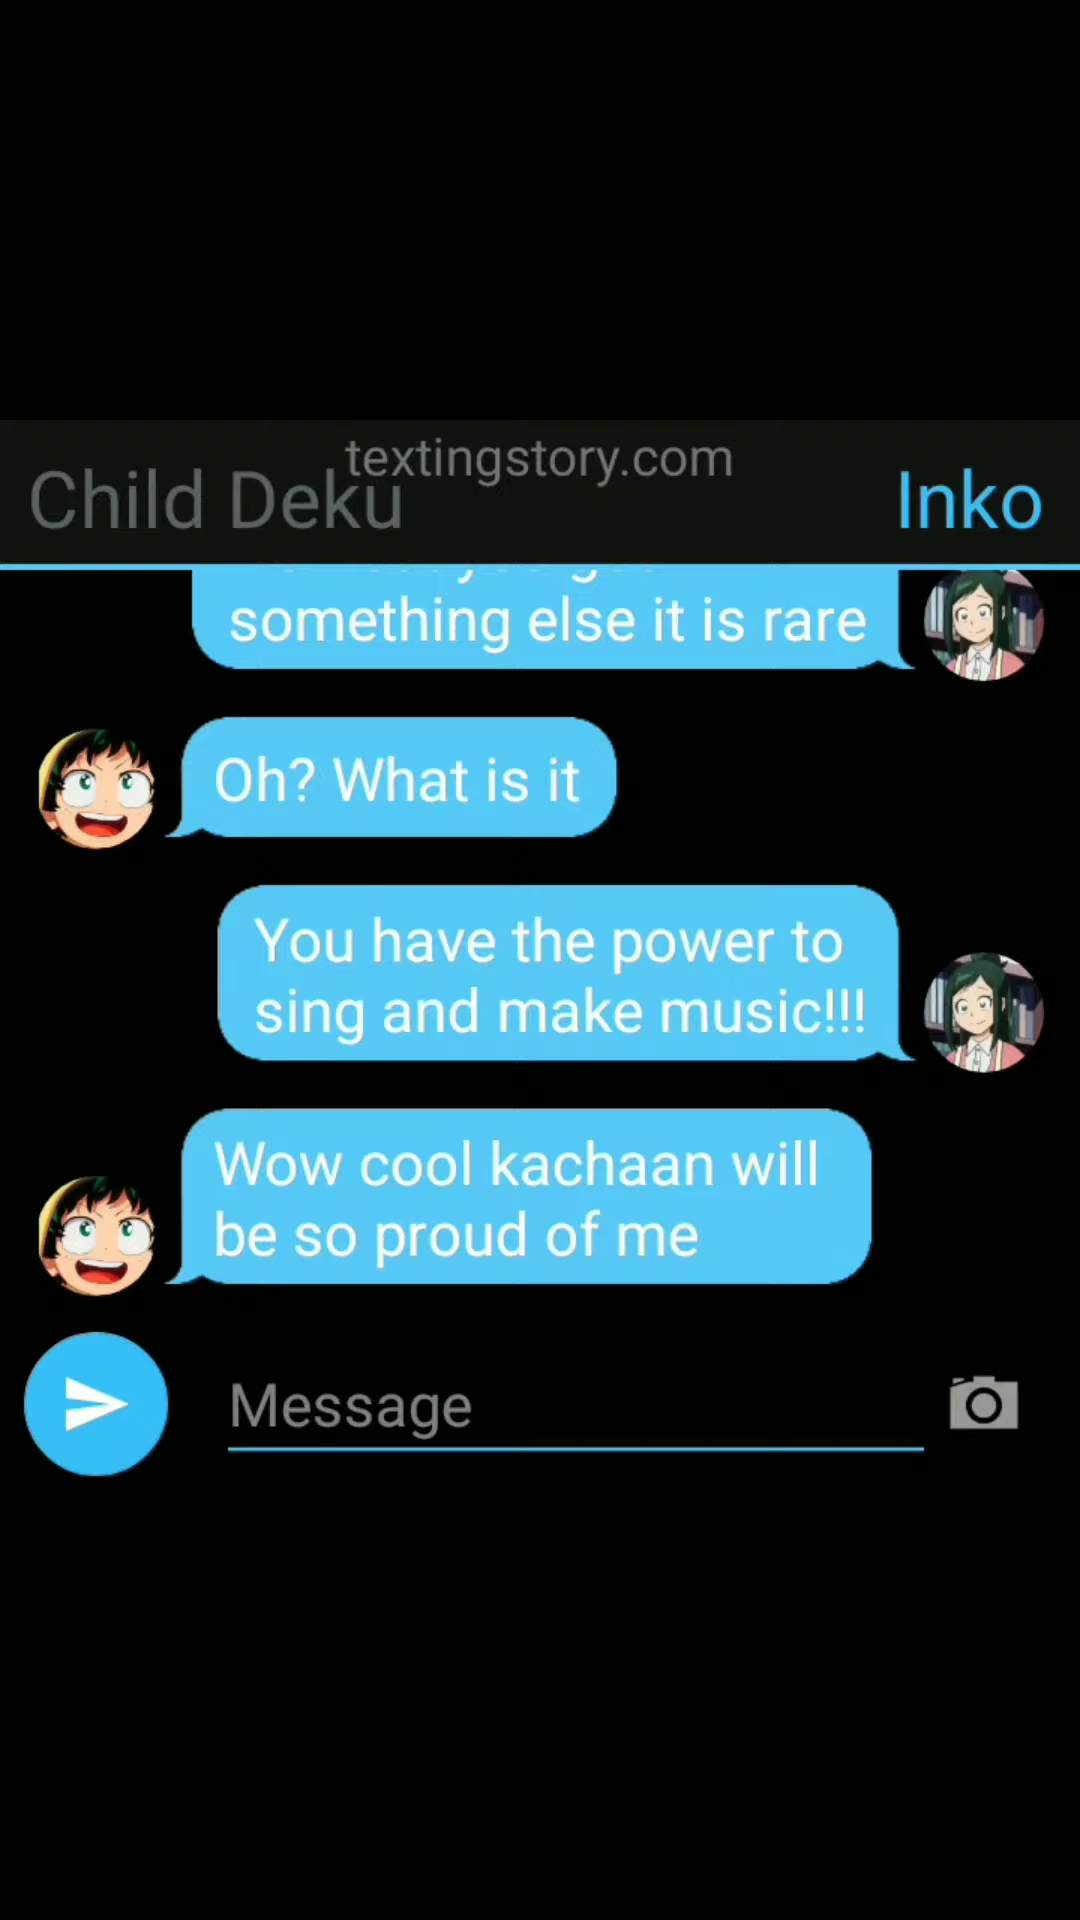 textingstory.com
Child Deku
Inko
something else it is rare
Oh? What is it
You have the power to
sing and make music!!!
Wow cool kachaan will
be so proud of me
Message